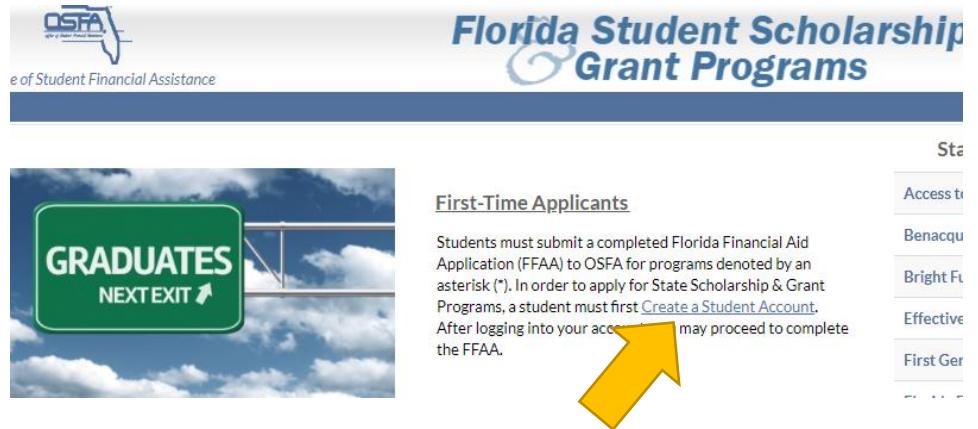 OSFA
e of Student Financial Assistance
Florida Student Scholarship
& Grant Programs
GRADUATES
NEXT EXIT
First-Time Applicants
Students must submit a completed Florida Financial Aid
Application (FFAA) to OSFA for programs denoted by an
asterisk (*). In order to apply for State Scholarship & Grant
Programs, a student must first Create a Student Account.
After logging into your may proceed to complete
the FFAA.
Sta
Access to
Benacqu
Bright Fu
Effective
First Gen